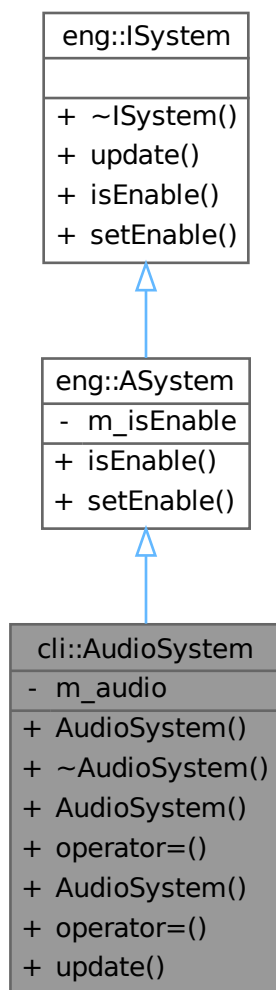 eng::ISystem
+ ~ISystem()
+ update()
+ isEnable()
+ setEnable()
eng::ASystem
- m_isEnable
+ isEnable()
+ setEnable()
cli::AudioSystem
- m_audio
+ AudioSystem()
+ ~AudioSystem()
+ AudioSystem()
+ operator=()
+ AudioSystem()
+ operator=()
+ update()